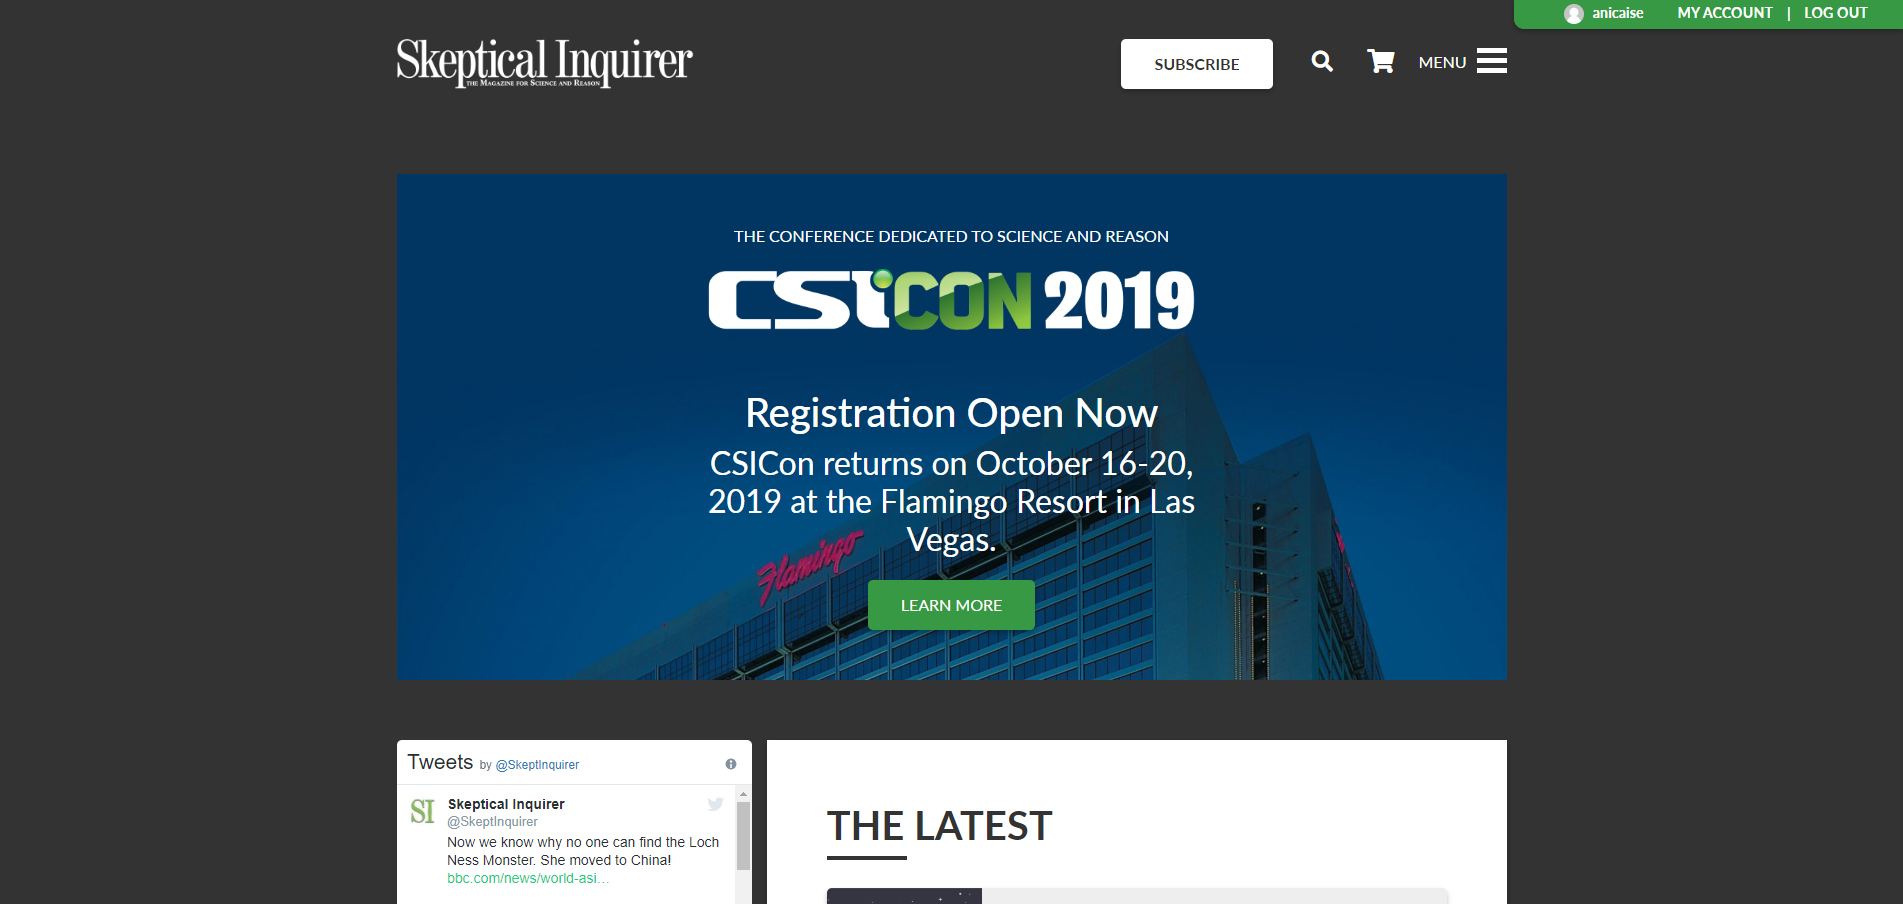 anicaise MY ACCOUNT | LOG OUT
Skeptical Inquirer
THE MAGAZINE FOR SCIENCE AND REASON
SUBSCRIBE
MENU
THE CONFERENCE DEDICATED TO SCIENCE AND REASON
CSICON 2019
Registration Open Now
CSICon returns on October 16-20,
2019 at the Flamingo Resort in Las
Vegas.
Flamingo
LEARN MORE
Tweets by @SkeptInquirer
SI
Skeptical Inquirer
@SkeptInquirer
Now we know why no one can find the Loch
Ness Monster. She moved to China!
bbc.com/news/world-asi…
THE LATEST